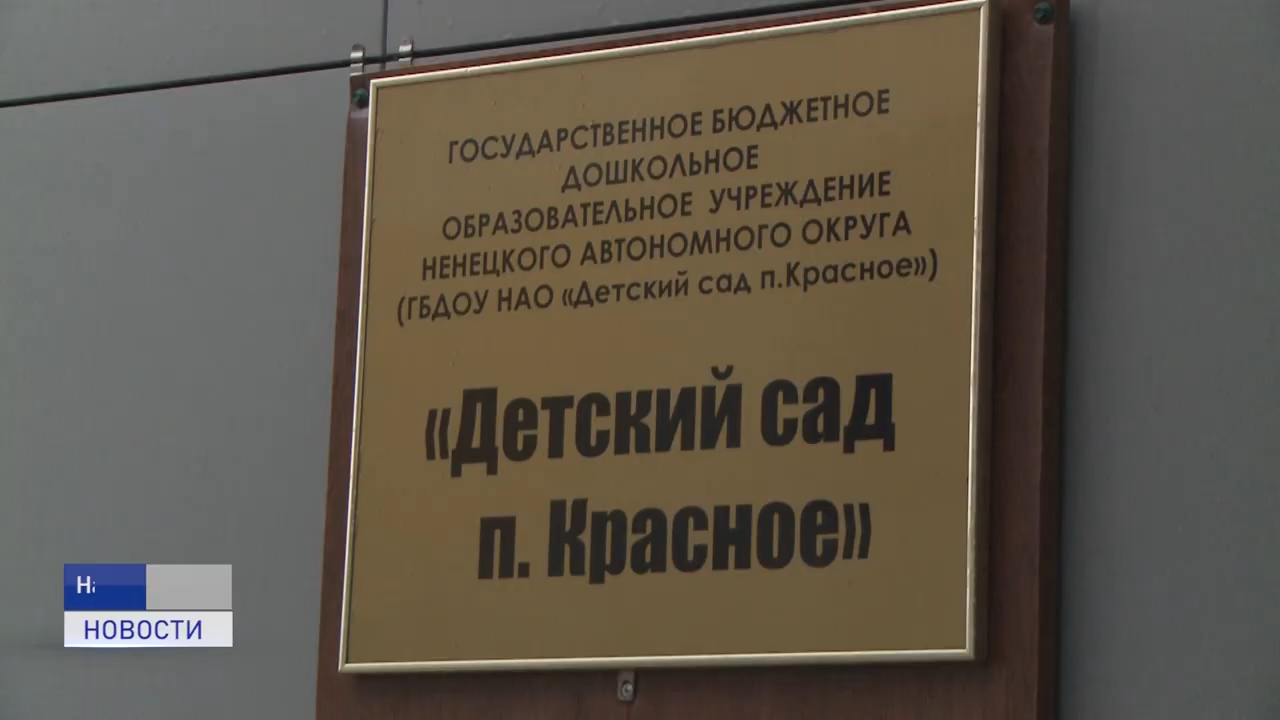 ГОСУДАРСТВЕННОЕ БЮДЖЕТНОЕ
ДОШКОЛЬНОЕ
ОБРАЗОВАТЕЛЬНОЕ УЧРЕЖДЕНИЕ
НЕНЕЦКОГО АВТОНОМНОГО ОКРУГА
(ГБДОУ НАО «Детский сад п.Красное»)
«Детский сад
п. Красное»
НОВОСТИ